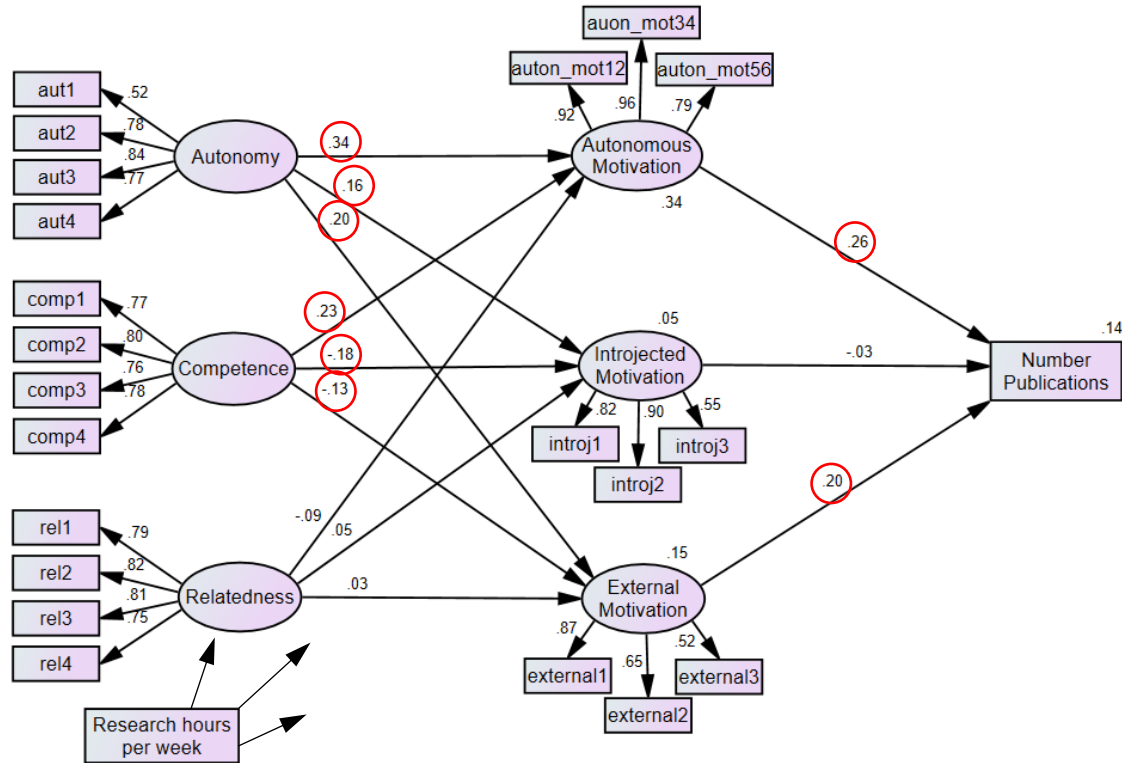 auon_mot34
auton_mot12
auton_mot56
.92
.96
.79
aut1
aut2
aut3
aut4
.52
.78
.84
.77
Autonomy
.34
.16
.20
Autonomous
Motivation
.34
.26
comp1
comp2
comp3
comp4
.77
.80
.76
.78
Competence
.23
-.18
-.13
.05
Introjected
Motivation
-.03
.82
.90
.55
introj1
introj2
introj3
.14
Number
Publications
.20
rel1
rel2
rel3
rel4
.79
.82
.81
.75
Relatedness
-.09
.05
.03
.15
External
Motivation
.87
.65
.52
external1
external2
external3
Research hours
per week